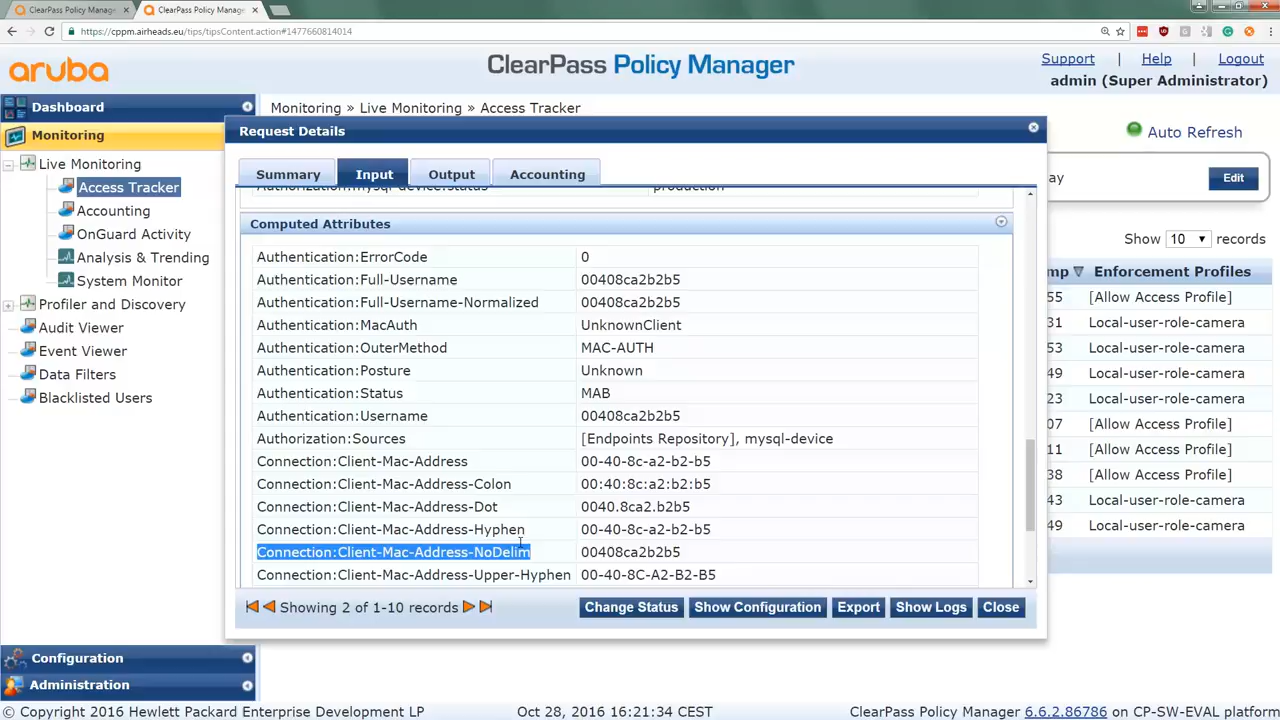 ClearPass Policy Manage
ClearPass Policy Manage
https://cppm.airheads.eu/tips/tipsContent.action#1477660814014
aruba
ClearPass Policy Manager
Support | Help | Logout
admin (Super Administrator)
Dashboard
Monitoring
Live Monitoring
Access Tracker
Accounting
OnGuard Activity
Analysis & Trending
System Monitor
Profiler and Discovery
Audit Viewer
Event Viewer
Data Filters
Blacklisted Users
Configuration
Administration
Monitoring » Live Monitoring » Access Tracker
Auto Refresh
ay
Edit
Show 10 records
mp Enforcement Profiles
55 [Allow Access Profile]
31 Local-user-role-camera
53 Local-user-role-camera
49 Local-user-role-camera
23 Local-user-role-camera
07 [Allow Access Profile]
11 [Allow Access Profile]
38 [Allow Access Profile]
43 Local-user-role-camera
49 Local-user-role-camera
Request Details
Summary Input Output Accounting
Authorization:mysql-device:status production
Computed Attributes
Authentication:ErrorCode 0
Authentication:Full-Username 00408ca2b2b5
Authentication:Full-Username-Normalized 00408ca2b2b5
Authentication:MacAuth UnknownClient
Authentication:OuterMethod MAC-AUTH
Authentication:Posture Unknown
Authentication:Status MAB
Authentication:Username 00408ca2b2b5
Authorization:Sources [Endpoints Repository], mysql-device
Connection:Client-Mac-Address 00-40-8c-a2-b2-b5
Connection:Client-Mac-Address-Colon 00:40:8c:a2:b2:b5
Connection:Client-Mac-Address-Dot 0040.8ca2.b2b5
Connection:Client-Mac-Address-Hyphen 00-40-8c-a2-b2-b5
Connection:Client-Mac-Address-NoDelim 00408ca2b2b5
Connection:Client-Mac-Address-Upper-Hyphen 00-40-8C-A2-B2-B5
Showing 2 of 1-10 records
Change Status Show Configuration Export Show Logs Close
© Copyright 2016 Hewlett Packard Enterprise Development LP
Oct 28, 2016 16:21:34 CEST
ClearPass Policy Manager 6.6.2.86786 on CP-SW-EVAL platform